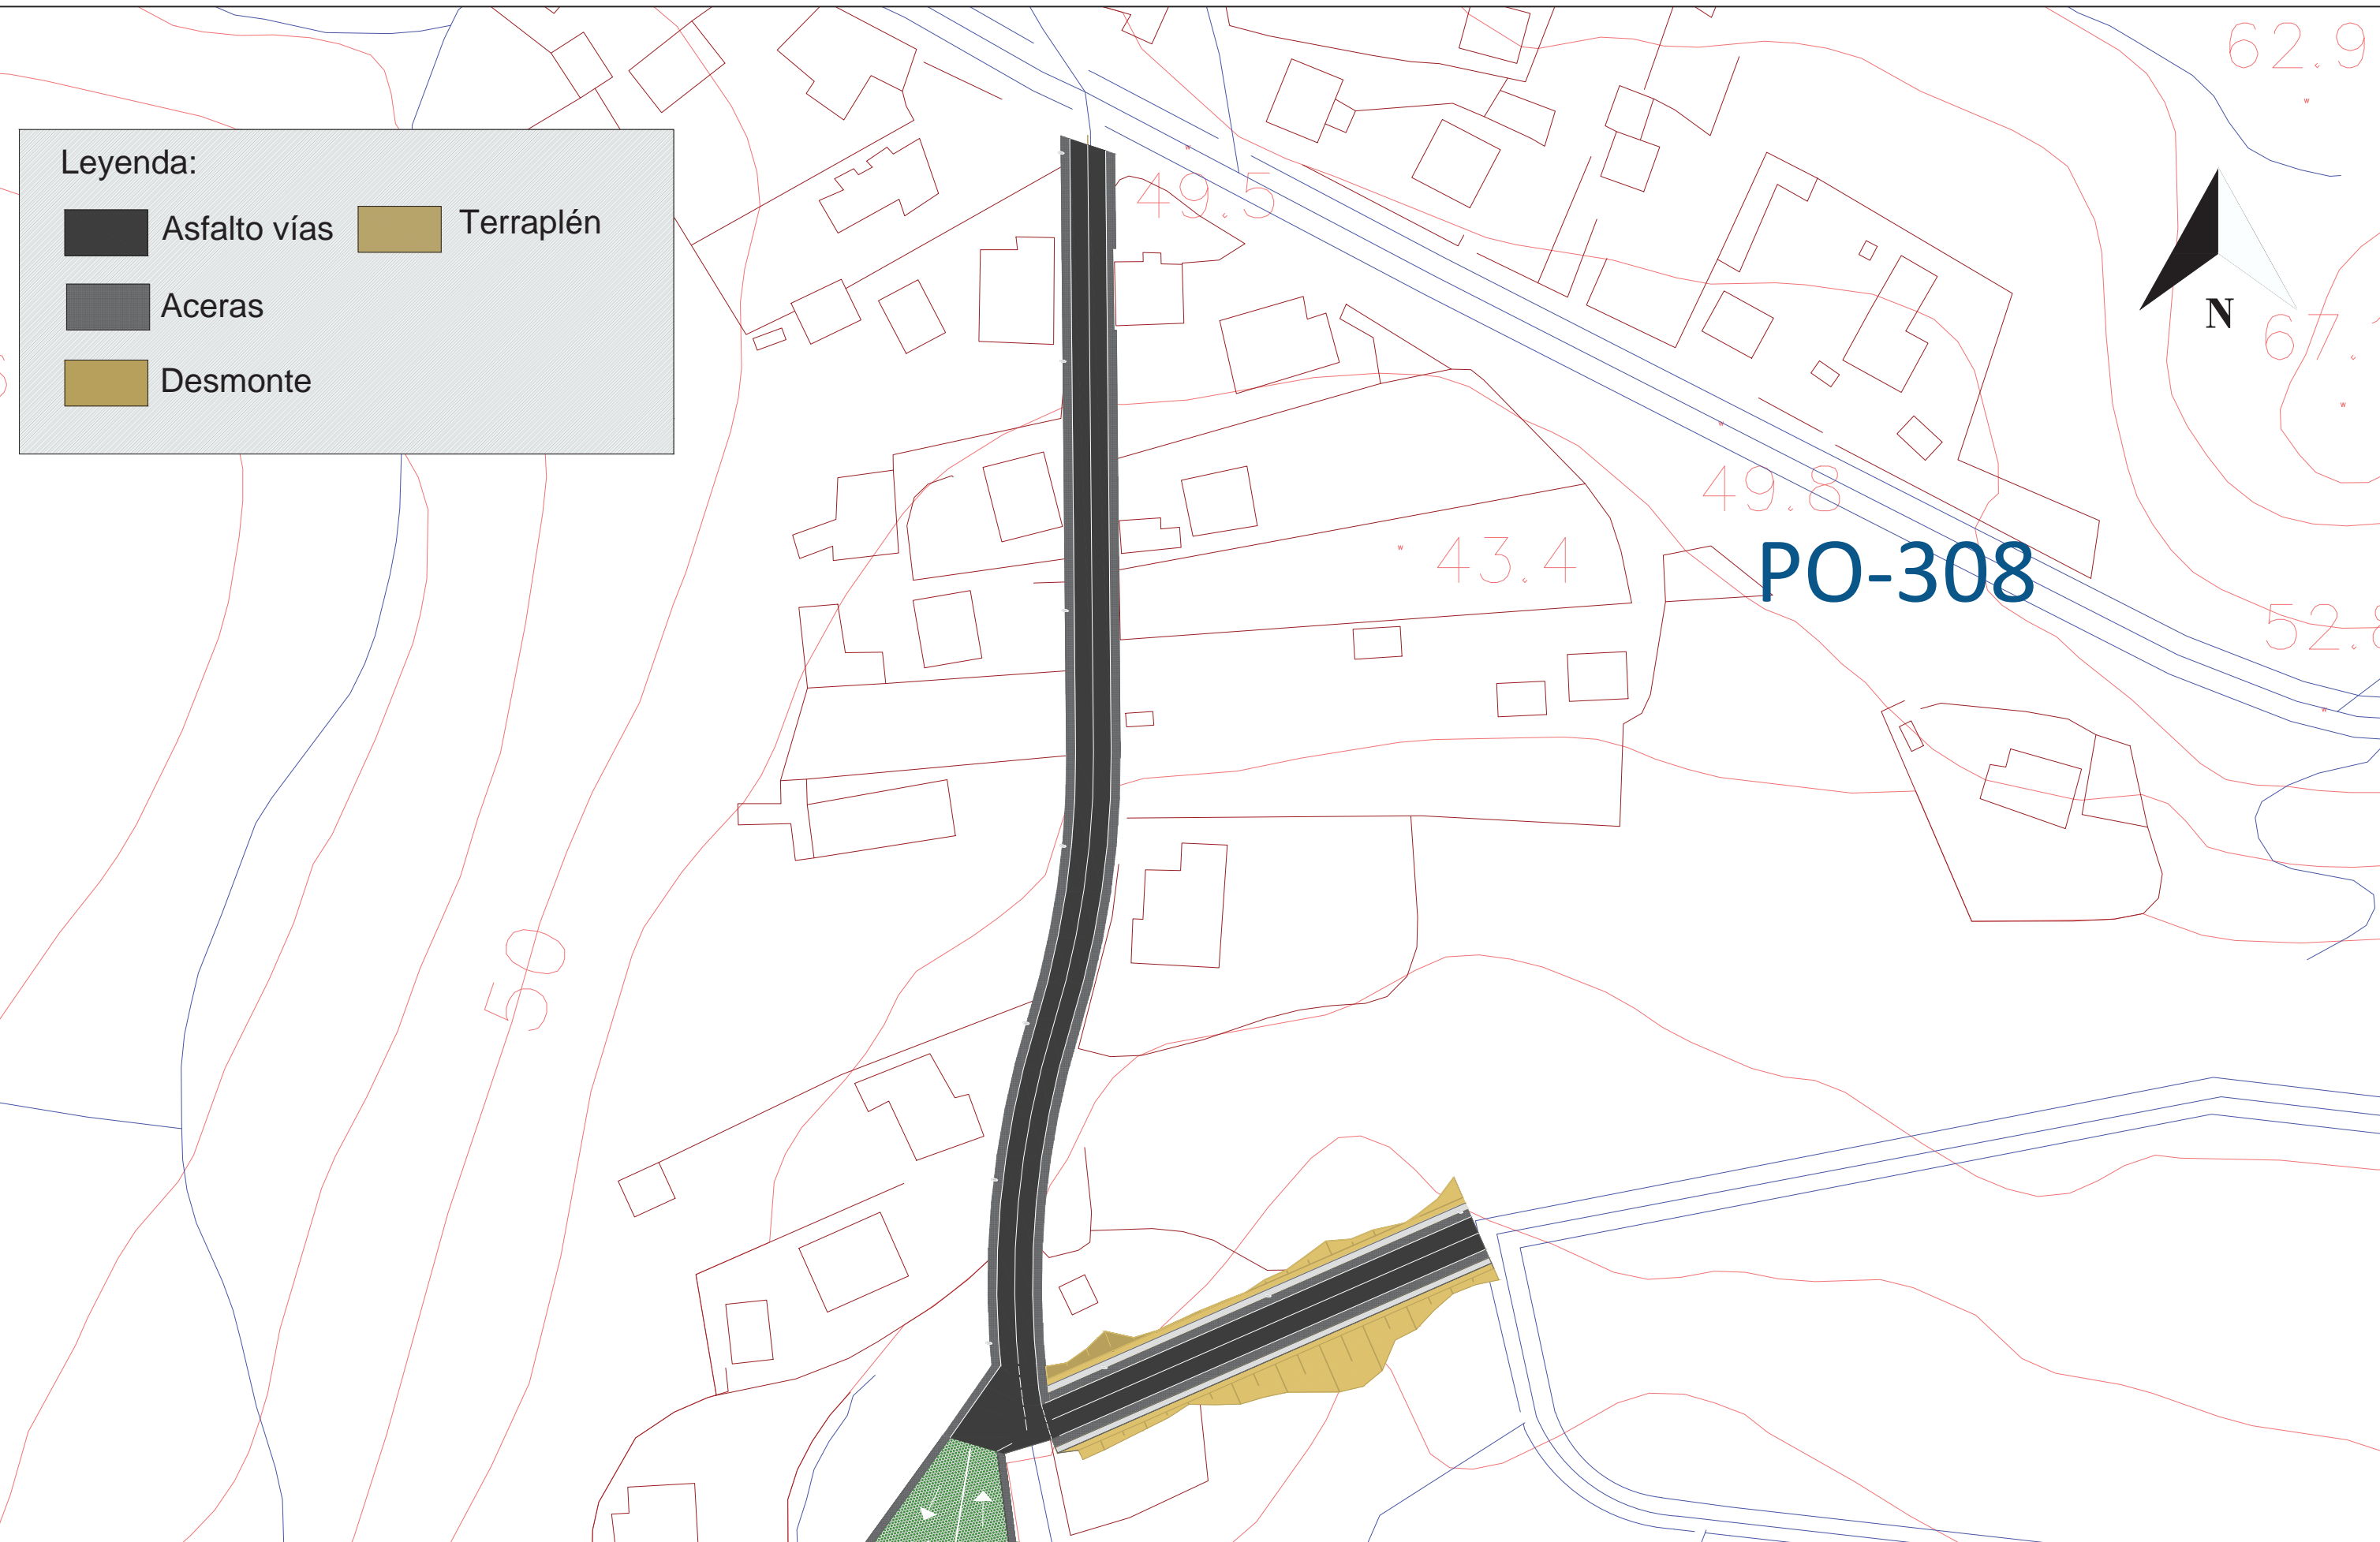 62.9
Leyenda:
Asfalto vías
Terraplén
49.5
Aceras
N
67.
Desmonte
49.8
43.4
PO-308
52.8
50